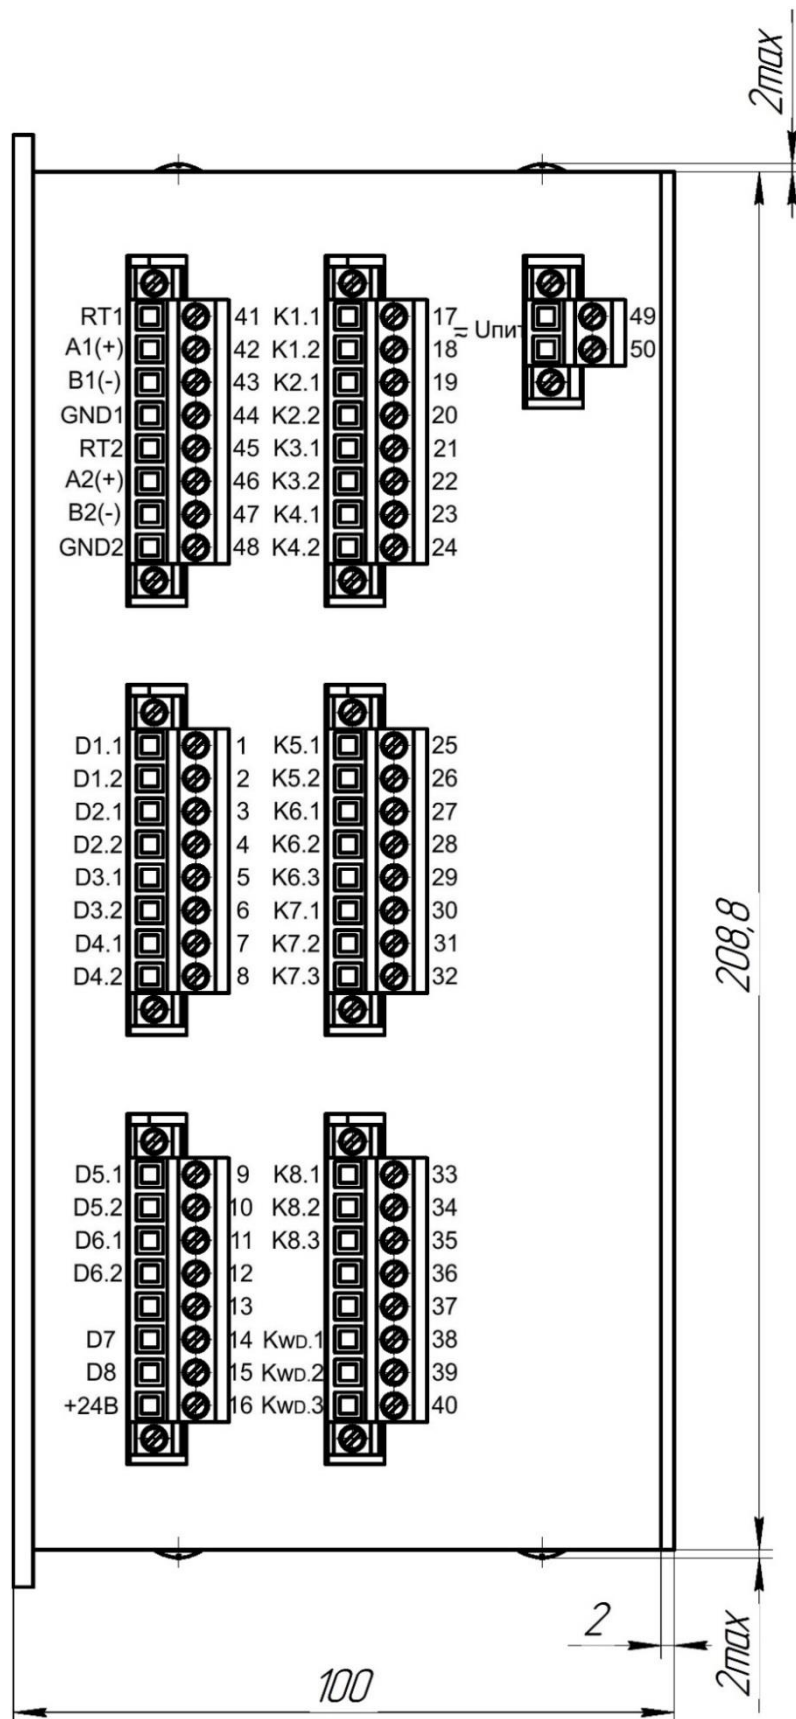 2max
RT1 41 K1.1 17 ≂ Uпит 49
A1(+) 42 K1.2 18 50
B1(-) 43 K2.1 19
GND1 44 K2.2 20
RT2 45 K3.1 21
A2(+) 46 K3.2 22
B2(-) 47 K4.1 23
GND2 48 K4.2 24
D1.1 1 K5.1 25
D1.2 2 K5.2 26
D2.1 3 K6.1 27
D2.2 4 K6.2 28
D3.1 5 K6.3 29
D3.2 6 K7.1 30
D4.1 7 K7.2 31
D4.2 8 K7.3 32
208,8
D5.1 9 K8.1 33
D5.2 10 K8.2 34
D6.1 11 K8.3 35
D6.2 12 36
13 37
D7 14 KWD.1 38
D8 15 KWD.2 39
+24В 16 KWD.3 40
2
2max
100